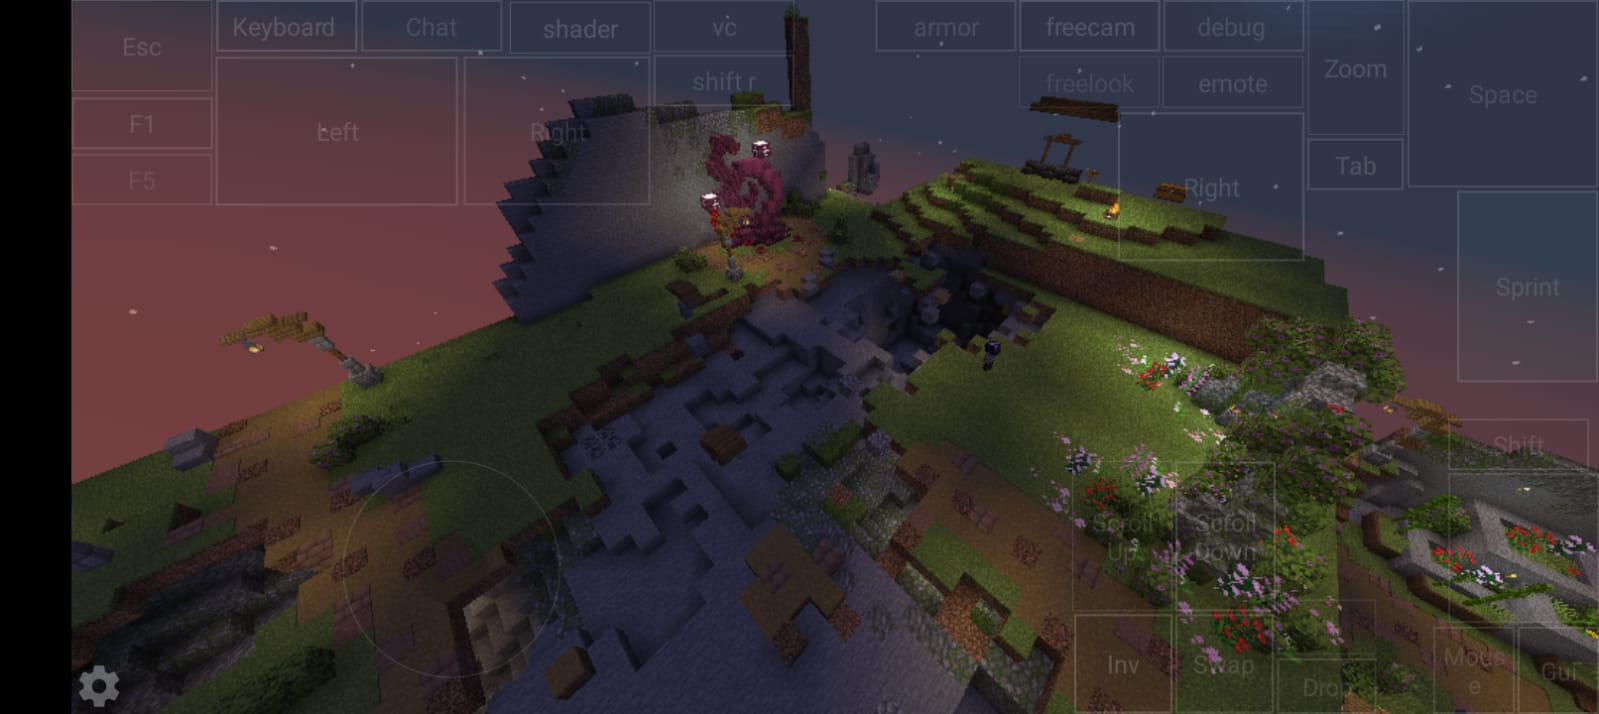 Esc
Keyboard
Chat
shader
vc
armor
freecam
debug
Zoom
Space
shift r
freelook
emote
F1
Left
Right
Tab
F5
Right
Sprint
Shift
Scroll
Up
Scroll
Down
Inv
Swap
Drop
Mous
e
Gui